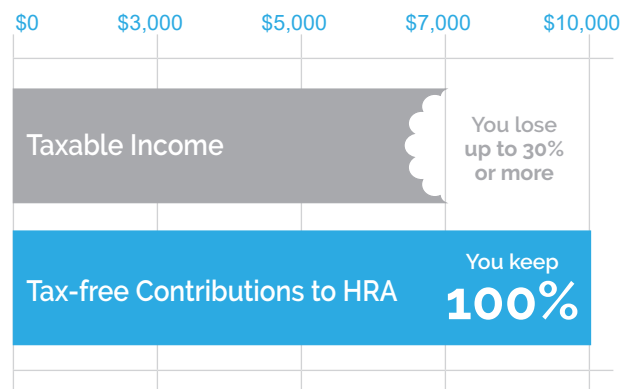 $0 $3,000 $5,000 $7,000 $10,000
Taxable Income
You lose
up to 30%
or more
Tax-free Contributions to HRA
You keep
100%